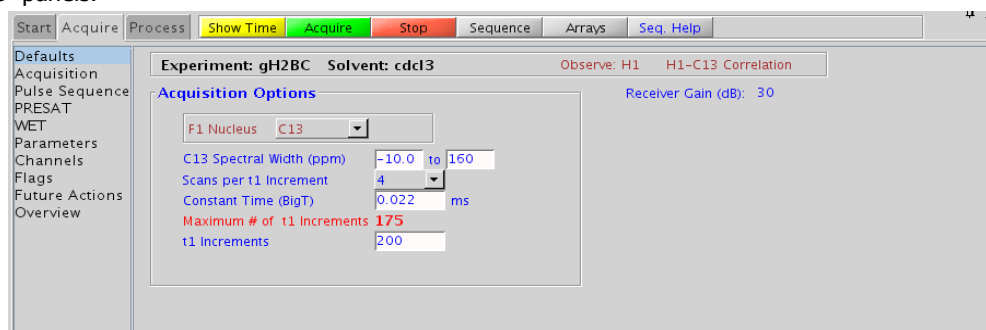 panels.
Start Acquire Process Show Time Acquire Stop Sequence Arrays Seq. Help
Defaults
Acquisition
Pulse Sequence
PRESAT
WET
Parameters
Channels
Flags
Future Actions
Overview
Experiment: gH2BC Solvent: cdcl3 Observe: H1 H1-C13 Correlation
Acquisition Options
Receiver Gain (dB): 30
F1 Nucleus C13
C13 Spectral Width (ppm) -10.0 to 160
Scans per t1 Increment 4
Constant Time (BigT) 0.022 ms
Maximum # of t1 Increments 175
t1 Increments 200